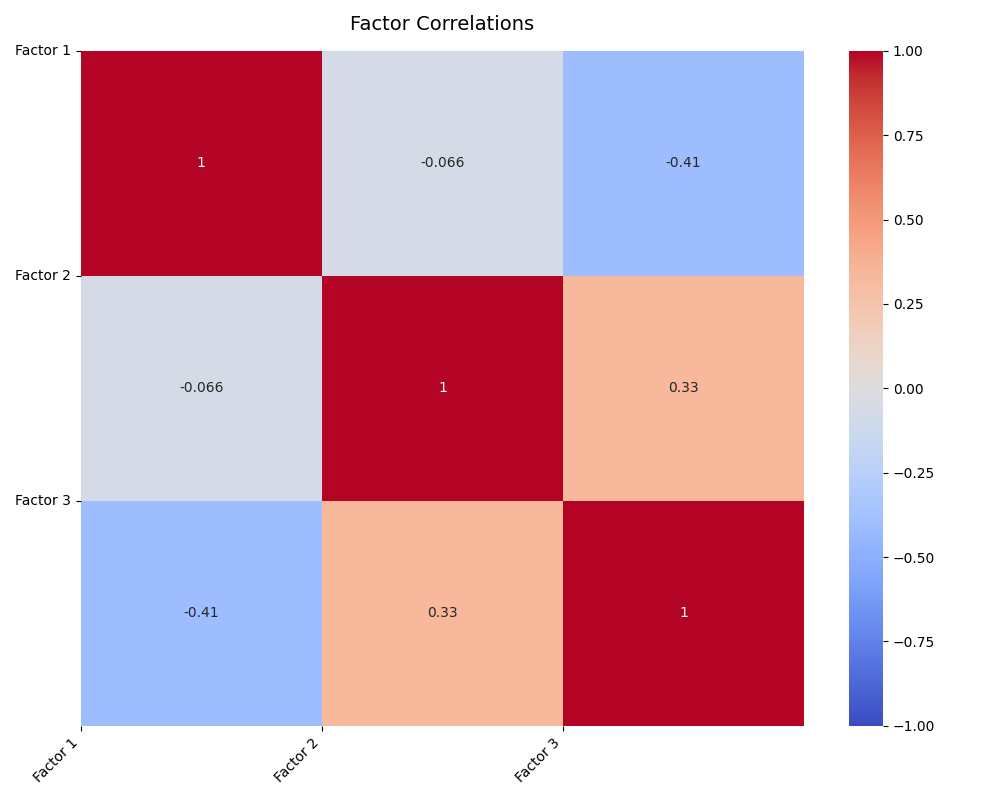 Factor Correlations
Factor 1
1.00
0.75
1
-0.066
-0.41
0.50
Factor 2
0.25
-0.066
1
0.33
0.00
−0.25
Factor 3
−0.50
-0.41
0.33
1
−0.75
−1.00
Factor 1
Factor 2
Factor 3